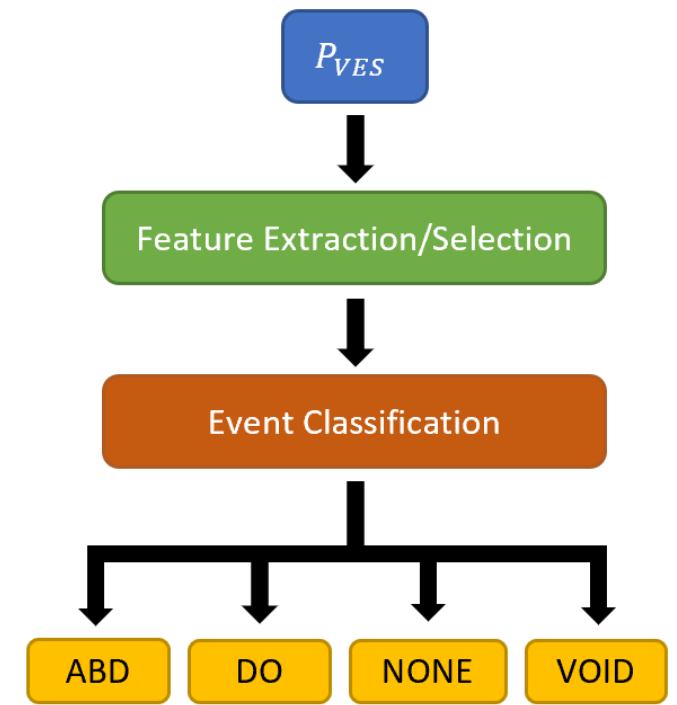 P_VES
Feature Extraction/Selection
Event Classification
ABD DO NONE VOID